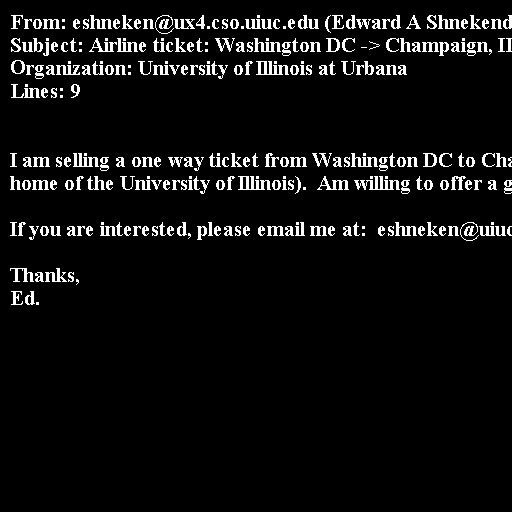 From: eshneken@ux4.cso.uiuc.edu (Edward A Shnekend
Subject: Airline ticket: Washington DC -> Champaign, Il
Organization: University of Illinois at Urbana
Lines: 9
I am selling a one way ticket from Washington DC to Cha
home of the University of Illinois).  Am willing to offer a g
If you are interested, please email me at:  eshneken@uiuc
Thanks,
Ed.